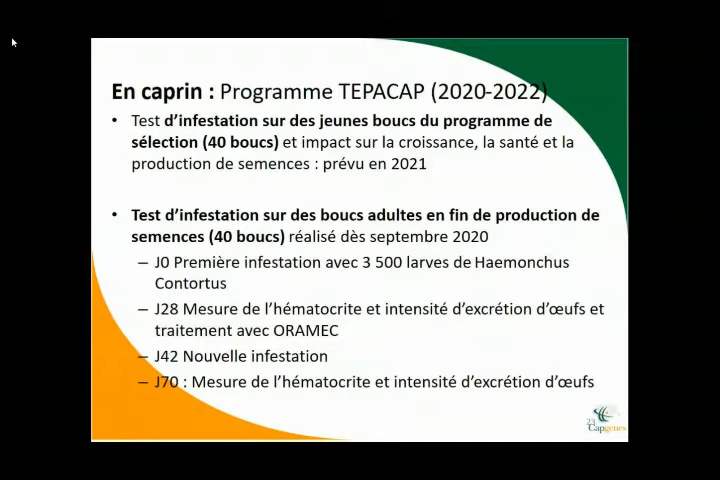 En caprin : Programme TEPACAP (2020-2022)
• Test d'infestation sur des jeunes boucs du programme de
sélection (40 boucs) et impact sur la croissance, la santé et la
production de semences : prévu en 2021
• Test d'infestation sur des boucs adultes en fin de production de
semences (40 boucs) réalisé dès septembre 2020
– J0 Première infestation avec 3 500 larves de Haemonchus
Contortus
– J28 Mesure de l'hématocrite et intensité d'excrétion d'œufs et
traitement avec ORAMEC
– J42 Nouvelle infestation
– J70 : Mesure de l'hématocrite et intensité d'excrétion d'œufs
23
Capgenes